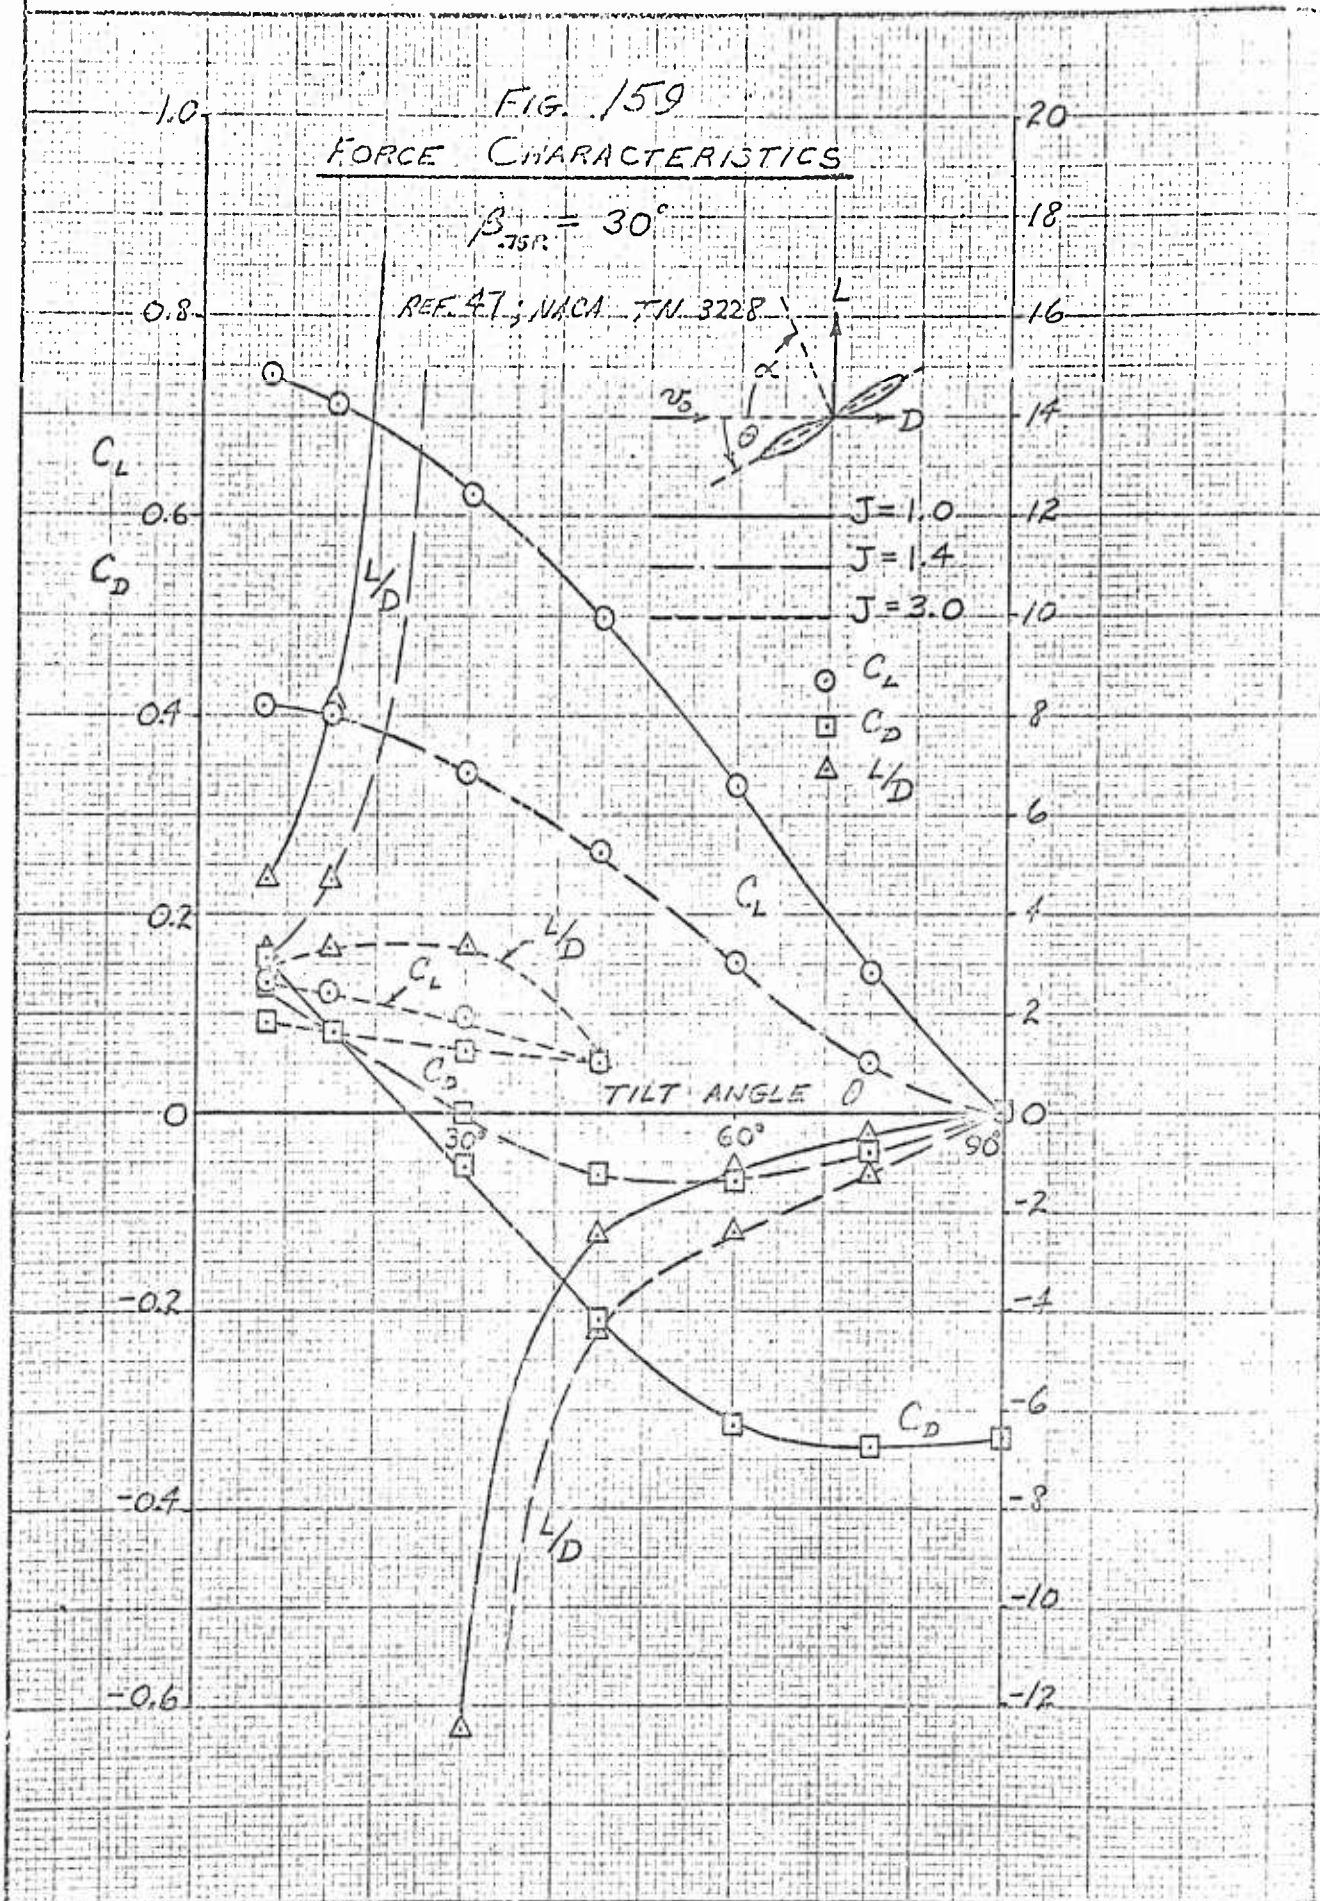 FIG. 159
FORCE CHARACTERISTICS
β.75R = 30°
REF. 47; NACA TN 3228
1.0
0.8
C_L
0.6
C_D
0.4
0.2
0
-0.2
-0.4
-0.6
20
18
16
14
12
10
8
6
4
2
0
-2
-4
-6
-8
-10
-12
L
α
v₀
θ
D
J = 1.0
J = 1.4
J = 3.0
C_L
C_D
L/D
L/D
C_L
L/D
C_L
C_D
TILT ANGLE θ
30°
60°
90°
C_D
L/D